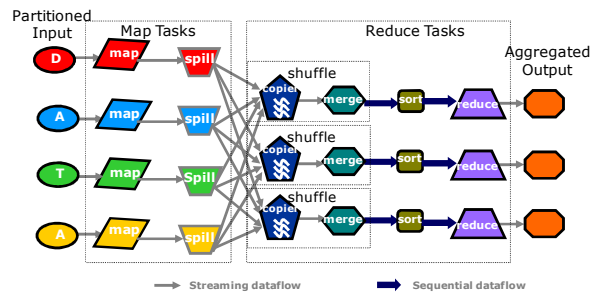 Partitioned
Input
Map Tasks
Reduce Tasks
Aggregated
Output
D
map
spill
A
map
spill
T
map
Spill
A
map
spill
shuffle
copier
merge
sort
reduce
shuffle
copier
merge
sort
reduce
shuffle
copier
merge
sort
reduce
Streaming dataflow
Sequential dataflow